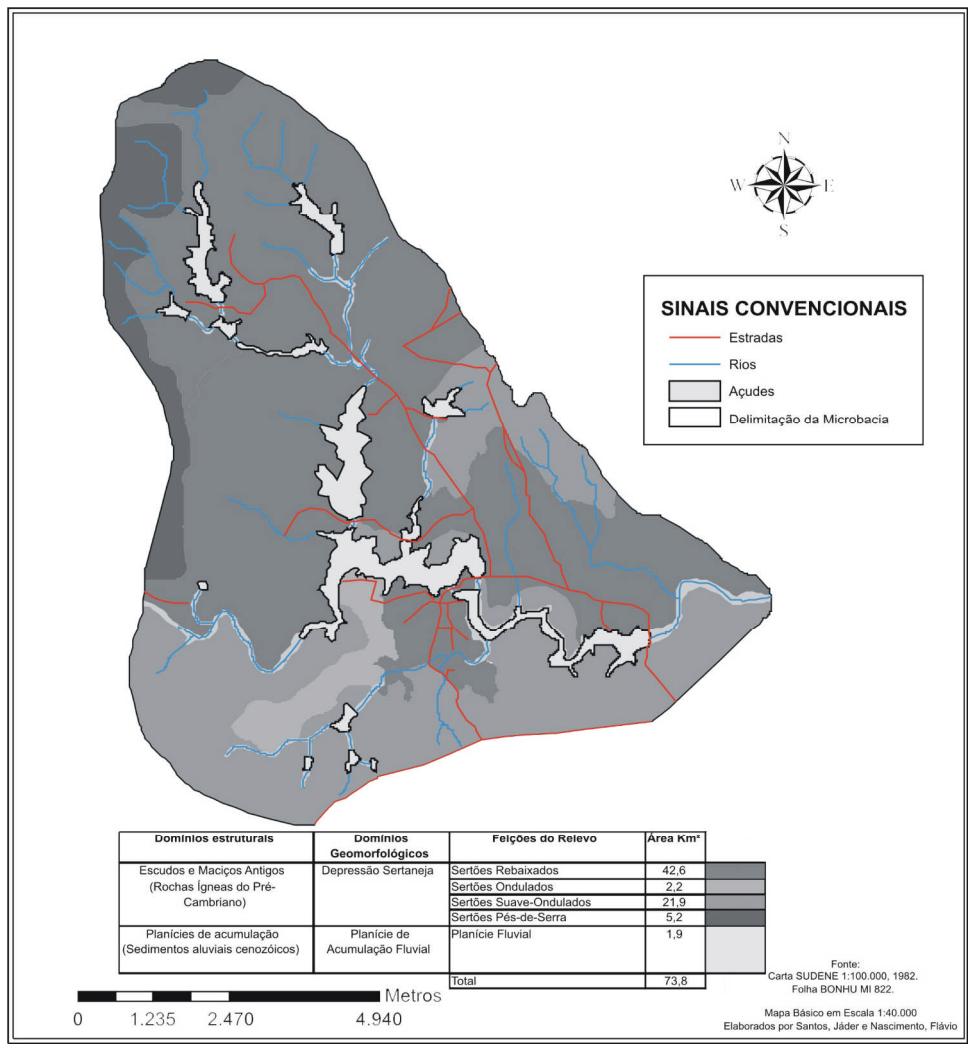 N
W E
S
SINAIS CONVENCIONAIS
Estradas
Rios
Açudes
Delimitação da Microbacia
Domínios estruturais Domínios Geomorfológicos Feições do Relevo Área Km²
Escudos e Maciços Antigos
(Rochas Ígneas do Pré-
Cambriano)
Depressão Sertaneja
Sertões Rebaixados 42,6
Sertões Ondulados 2,2
Sertões Suave-Ondulados 21,9
Sertões Pés-de-Serra 5,2
Planícies de acumulação
(Sedimentos aluviais cenozóicos)
Planície de
Acumulação Fluvial
Planície Fluvial 1,9
Total 73,8
Metros
0 1.235 2.470 4.940
Fonte:
Carta SUDENE 1:100.000, 1982.
Folha BONHU MI 822.
Mapa Básico em Escala 1:40.000
Elaborados por Santos, Jáder e Nascimento, Flávio